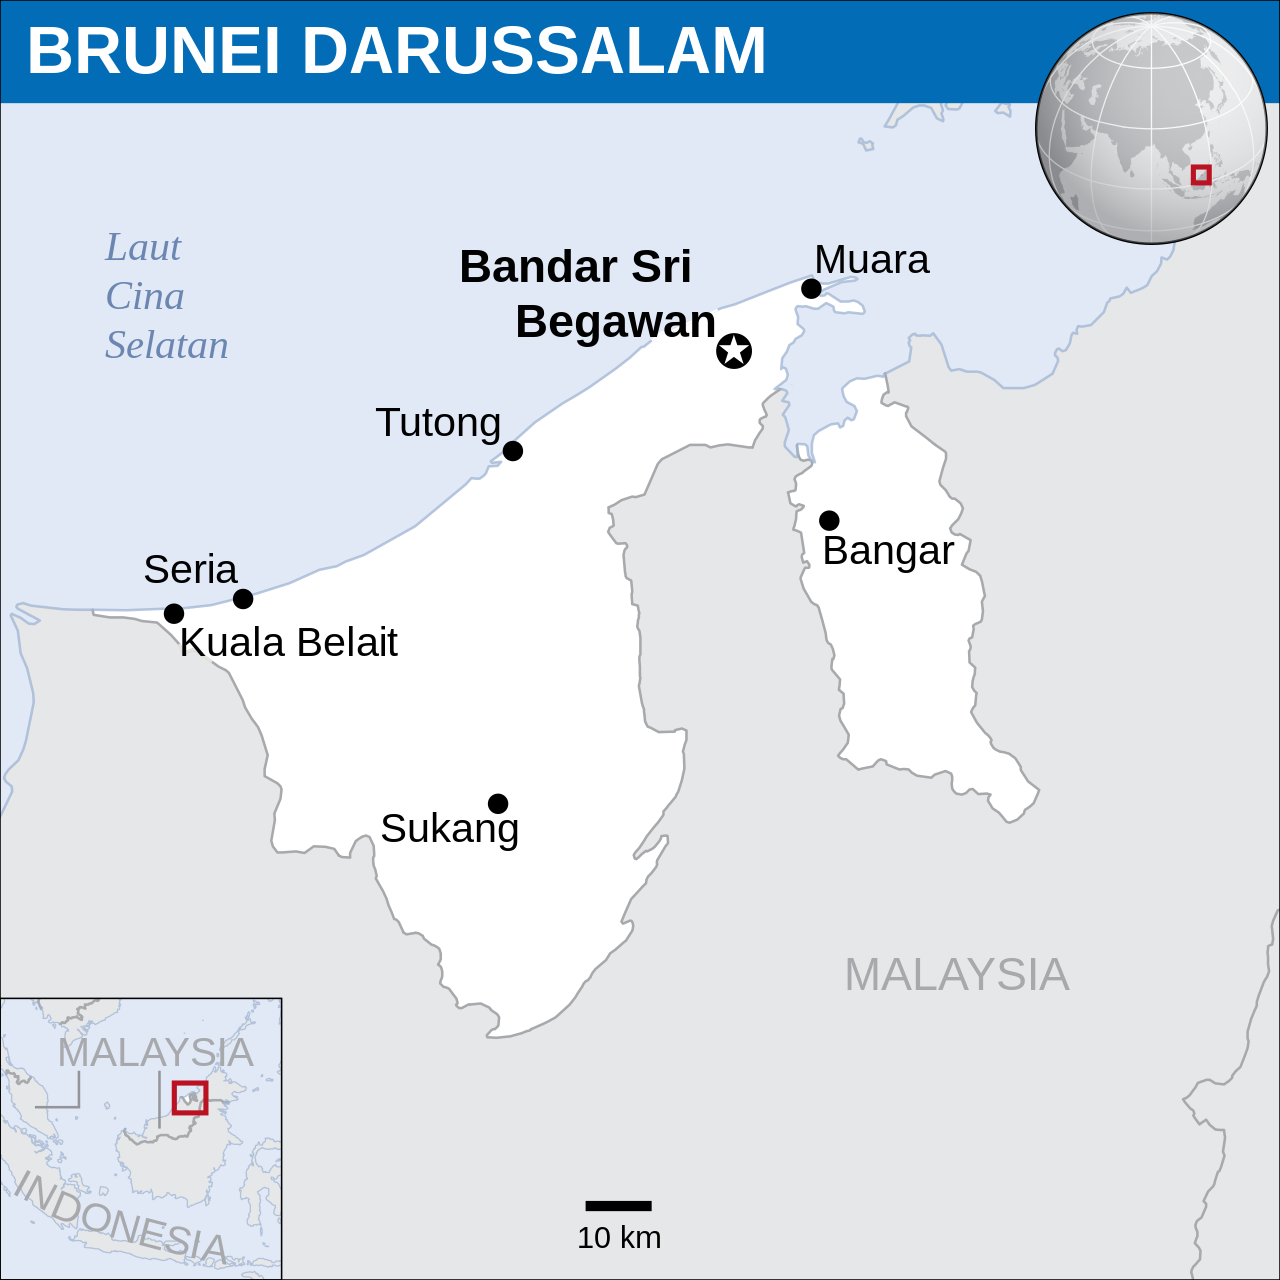 BRUNEI DARUSSALAM
Laut
Cina
Selatan
Bandar Sri
Begawan
Muara
Tutong
Bangar
Seria
Kuala Belait
Sukang
MALAYSIA
MALAYSIA
INDONESIA
10 km